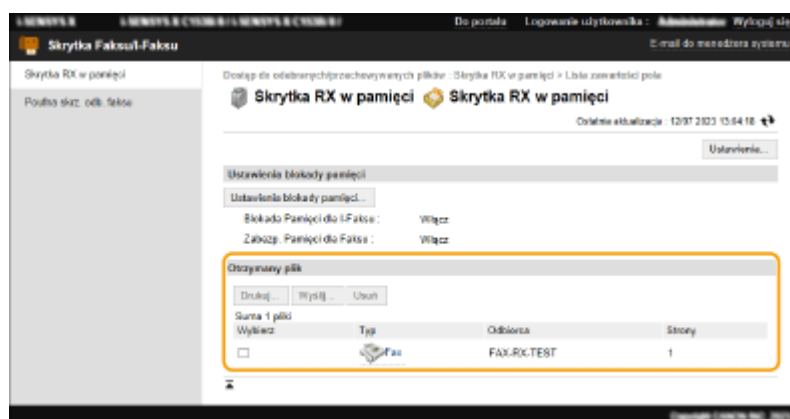 Do portalu Logowanie użytkownika : Wyloguj się
Skrytka Faksu/I-Faksu E-mail do menedżera systemu
Skrytka RX w pamięci
Poufna skrz. odb. faksu
Dostęp do odebranych/przechowywanych plików : Skrytka RX w pamięci > Lista zawartości pola
Skrytka RX w pamięci Skrytka RX w pamięci
Ostatnia aktualizacja : 12/07 2023 13:04:18
Ustawienia...
Ustawienia blokady pamięci
Ustawienia blokady pamięci...
Blokada Pamięci dla I-Faksu : Włącz
Zabezp. Pamięci dla Faksu : Włącz
Otrzymany plik
Drukuj... Wyślij... Usuń
Suma 1 pliki
Wybierz Typ Odbiorca Strony
Fax FAX-RX-TEST 1